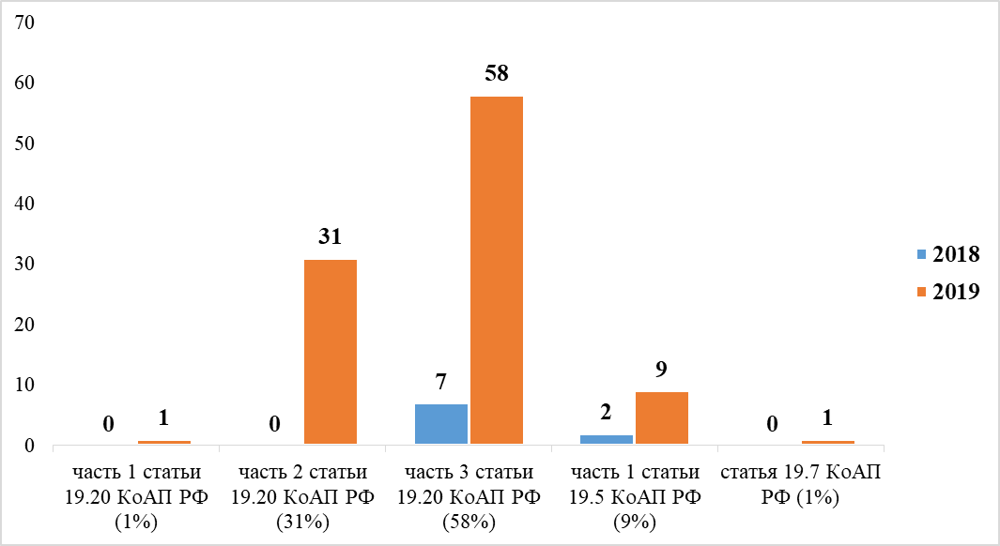 70
60
50
40
30
20
10
0
0
1
0
31
7
58
2
9
0
1
часть 1 статьи
19.20 КоАП РФ
(1%)
часть 2 статьи
19.20 КоАП РФ
(31%)
часть 3 статьи
19.20 КоАП РФ
(58%)
часть 1 статьи
19.5 КоАП РФ
(9%)
статья 19.7 КоАП
РФ (1%)
2018
2019